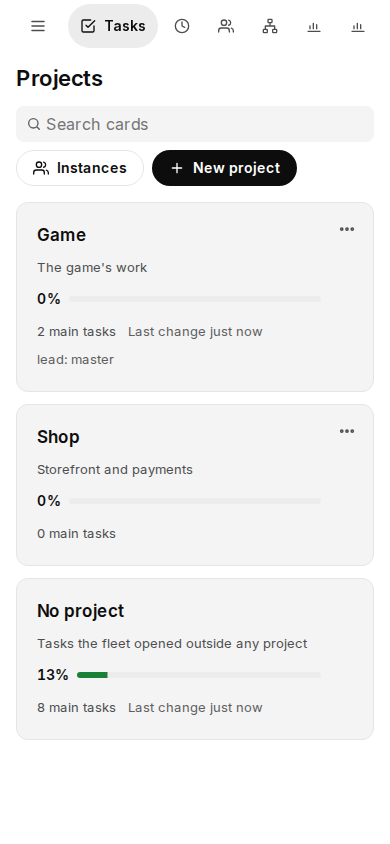 Tasks
Projects
Search cards
Instances
New project
Game
The game's work
0%
2 main tasks Last change just now
lead: master
Shop
Storefront and payments
0%
0 main tasks
No project
Tasks the fleet opened outside any project
13%
8 main tasks Last change just now